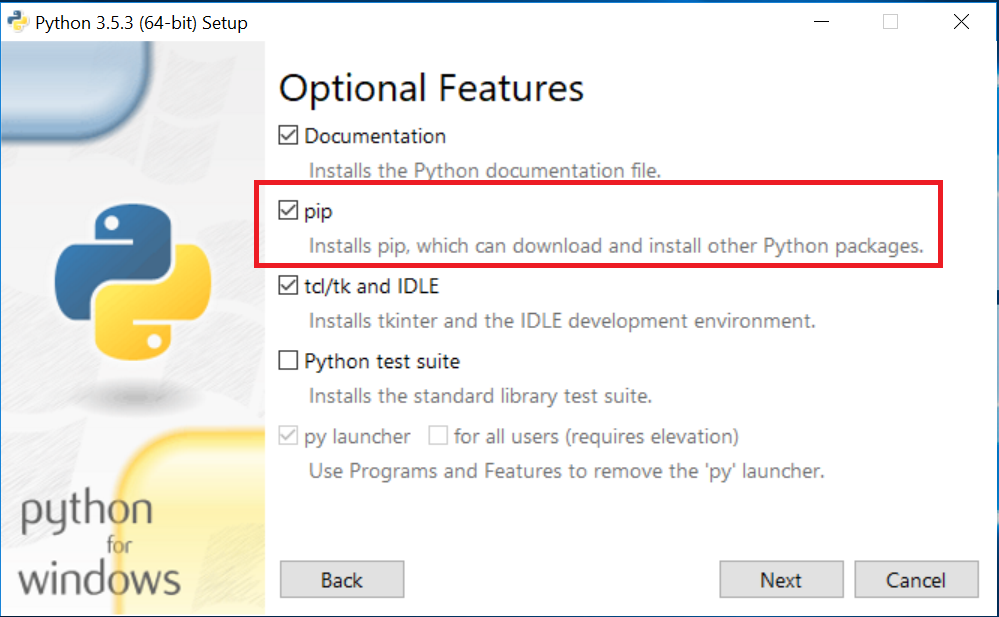 Python 3.5.3 (64-bit) Setup
Optional Features
Documentation
Installs the Python documentation file.
pip
Installs pip, which can download and install other Python packages.
tcl/tk and IDLE
Installs tkinter and the IDLE development environment.
Python test suite
Installs the standard library test suite.
py launcher for all users (requires elevation)
Use Programs and Features to remove the 'py' launcher.
python
for
windows
Back Next Cancel